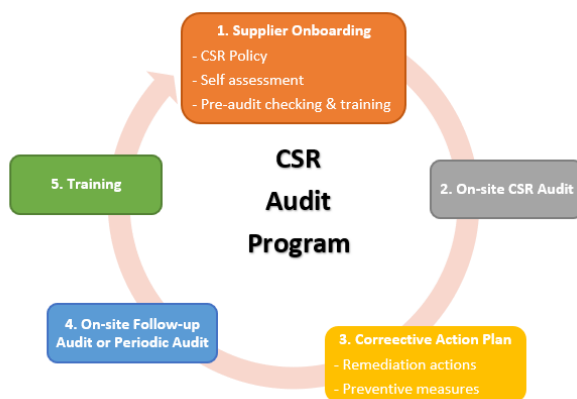 1. Supplier Onboarding
- CSR Policy
- Self assessment
- Pre-audit checking & training
CSR
Audit
Program
2. On-site CSR Audit
3. Correective Action Plan
- Remediation actions
- Preventive measures
4. On-site Follow-up
Audit or Periodic Audit
5. Training